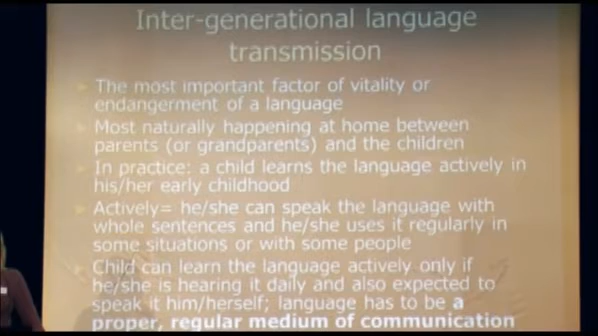 Inter-generational language
transmission
The most important factor of vitality or
endangerment of a language
Most naturally happening at home between
parents (or grandparents) and the children
In practice: a child learns the language actively in
his/her early childhood
Actively= he/she can speak the language with
whole sentences and he/she uses it regularly in
some situations or with some people
Child can learn the language actively only if
he/she is hearing it daily and also expected to
speak it him/herself; language has to be a
proper, regular medium of communication